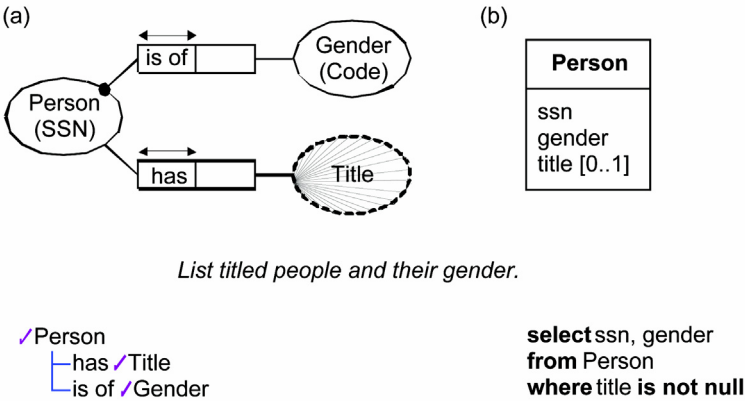 (a)
is of
Gender
(Code)
Person
(SSN)
has
Title
(b)
Person
ssn
gender
title [0..1]
List titled people and their gender.
✓Person
has ✓Title
is of ✓Gender
select ssn, gender
from Person
where title is not null